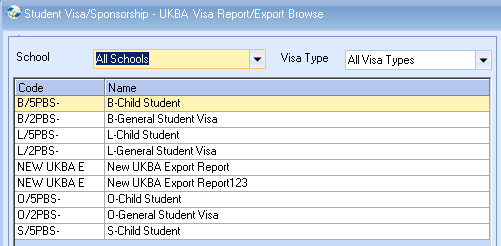 Student Visa/Sponsorship - UKBA Visa Report/Export Browse
School All Schools Visa Type All Visa Types
Code Name
B/5PBS- B-Child Student
B/2PBS- B-General Student Visa
L/5PBS- L-Child Student
L/2PBS- L-General Student Visa
NEW UKBA E New UKBA Export Report
NEW UKBA E New UKBA Export Report123
O/5PBS- O-Child Student
O/2PBS- O-General Student Visa
S/5PBS- S-Child Student